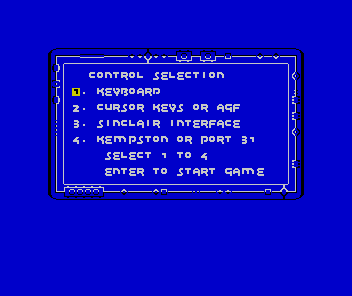 CONTROL SELECTION
1. KEYBOARD
2. CURSOR KEYS OR AGF
3. SINCLAIR INTERFACE
4. KEMPSTON OR PORT 31
SELECT 1 TO 4
ENTER TO START GAME